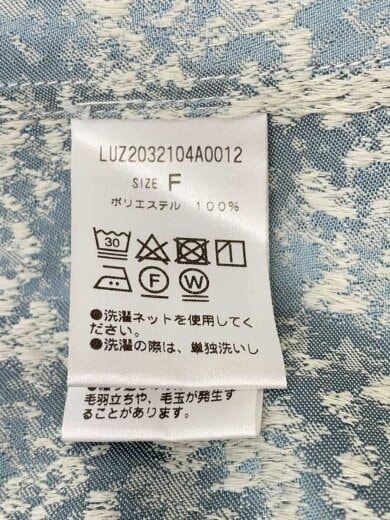 LUZ2032104A0012
SIZE F
ポリエステル 100%
30
F W
●洗濯ネットを使用してく
ださい。
●洗濯の際は、単独洗いし
毛羽立ちや、毛玉が発生す
ることがあります。